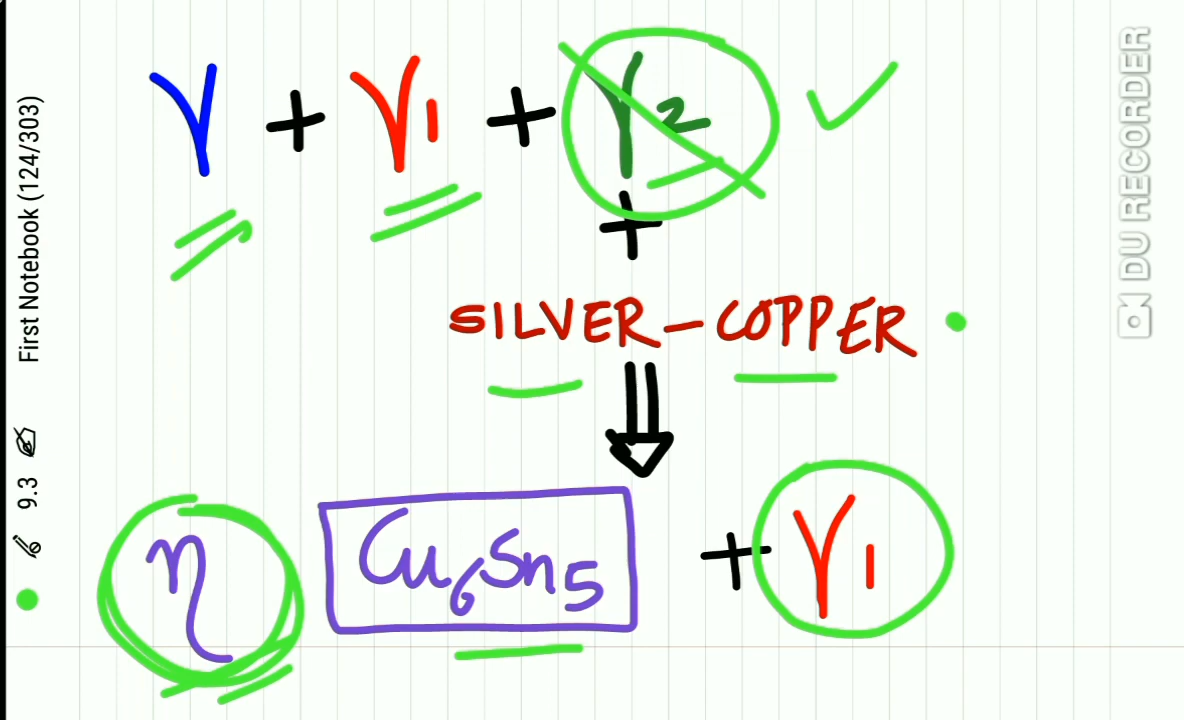 γ + γ1 + γ2
+
SILVER – COPPER
η Cu6Sn5 + γ1
First Notebook (124/303)
9.3
DU RECORDER